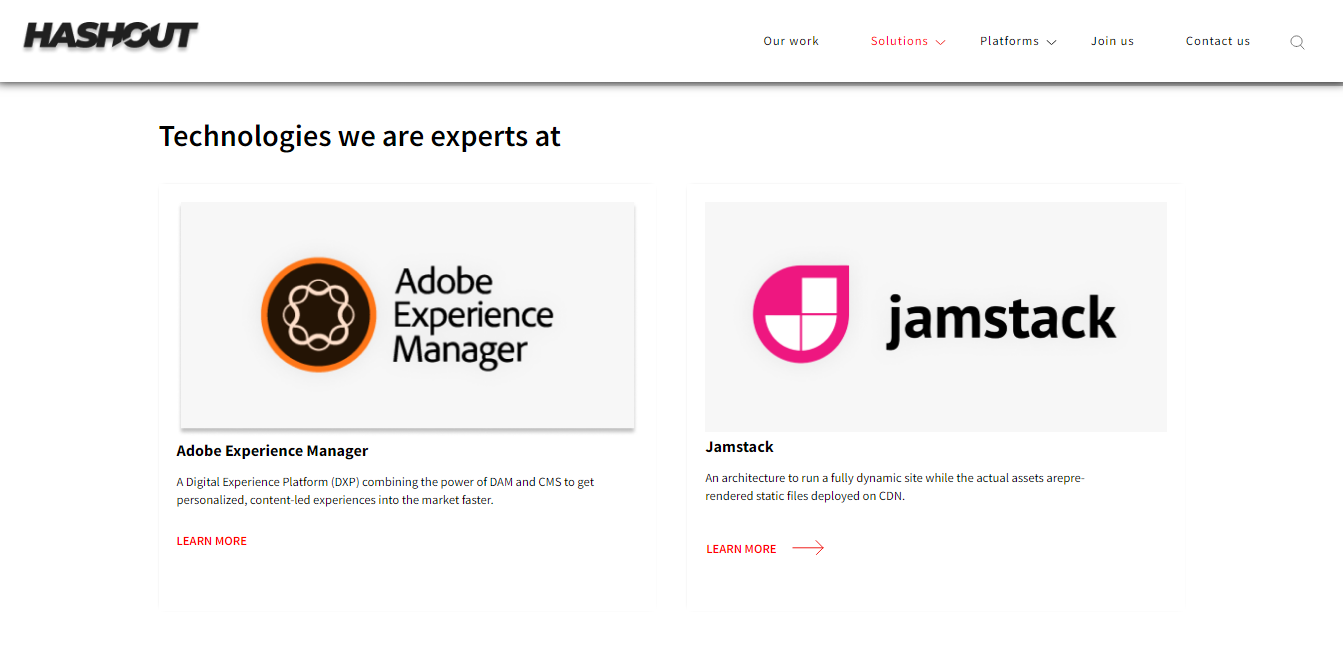 HASHOUT
Our work
Solutions
Platforms
Join us
Contact us
Technologies we are experts at
Adobe
Experience
Manager
Adobe Experience Manager
A Digital Experience Platform (DXP) combining the power of DAM and CMS to get
personalized, content-led experiences into the market faster.
LEARN MORE
jamstack
Jamstack
An architecture to run a fully dynamic site while the actual assets arepre-
rendered static files deployed on CDN.
LEARN MORE